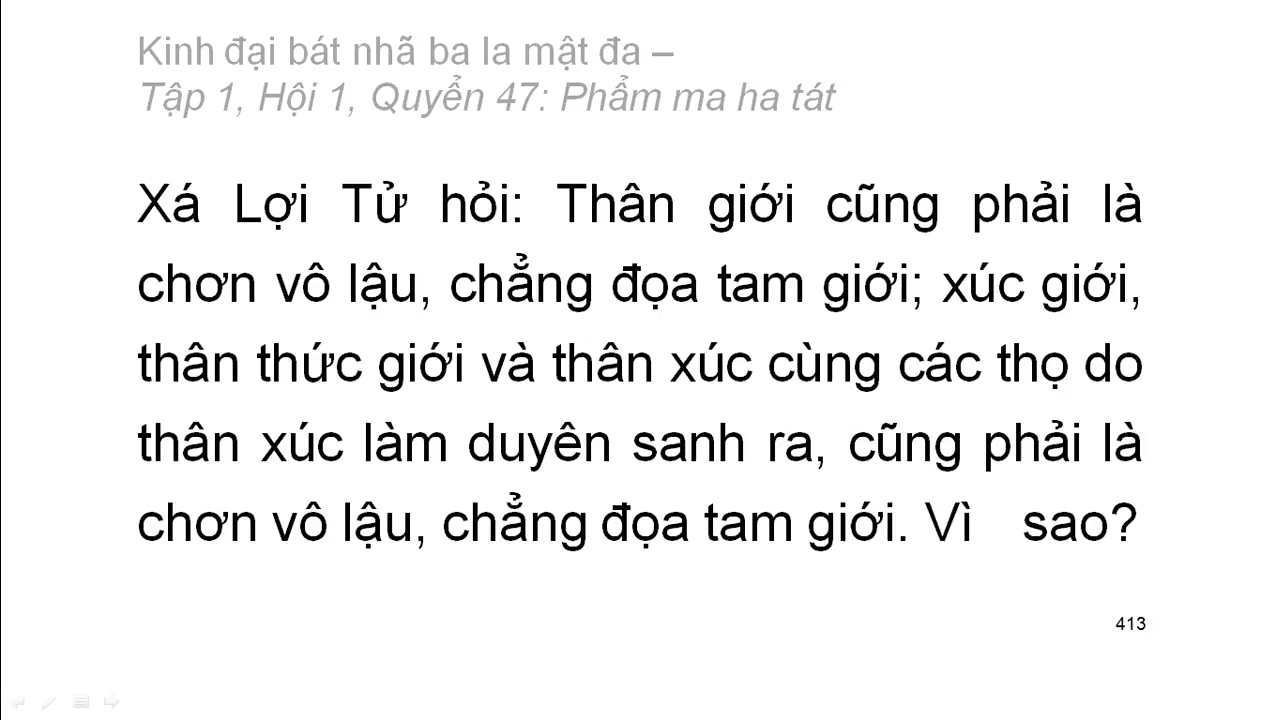 Kinh đại bát nhã ba la mật đa –
Tập 1, Hội 1, Quyển 47: Phẩm ma ha tát
Xá Lợi Tử hỏi: Thân giới cũng phải là
chơn vô lậu, chẳng đọa tam giới; xúc giới,
thân thức giới và thân xúc cùng các thọ do
thân xúc làm duyên sanh ra, cũng phải là
chơn vô lậu, chẳng đọa tam giới. Vì sao?
413